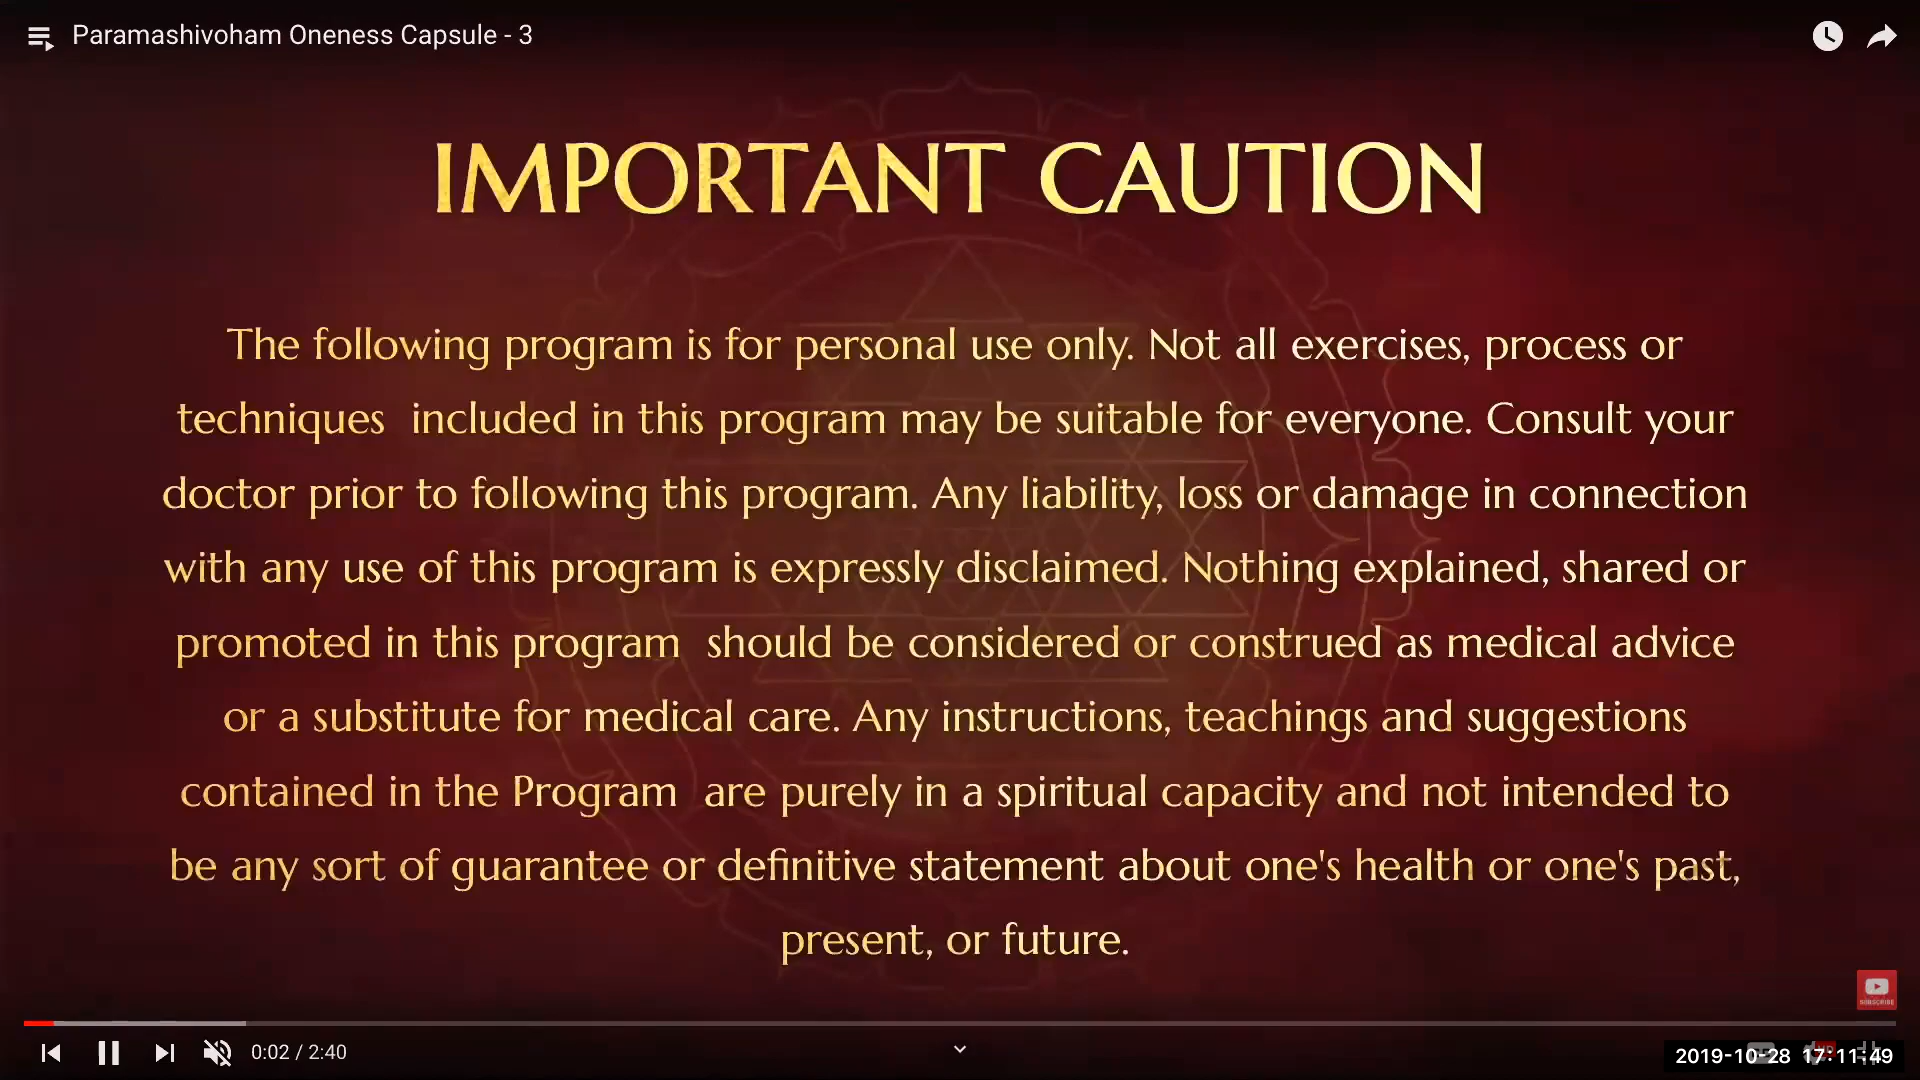 Paramashivoham Oneness Capsule - 3
IMPORTANT CAUTION
The following program is for personal use only. Not all exercises, process or
techniques included in this program may be suitable for everyone. Consult your
doctor prior to following this program. Any liability, loss or damage in connection
with any use of this program is expressly disclaimed. Nothing explained, shared or
promoted in this program should be considered or construed as medical advice
or a substitute for medical care. Any instructions, teachings and suggestions
contained in the Program are purely in a spiritual capacity and not intended to
be any sort of guarantee or definitive statement about one's health or one's past,
present, or future.
SUBSCRIBE
0:02 / 2:40
HD
2019-10-28 17:11:49